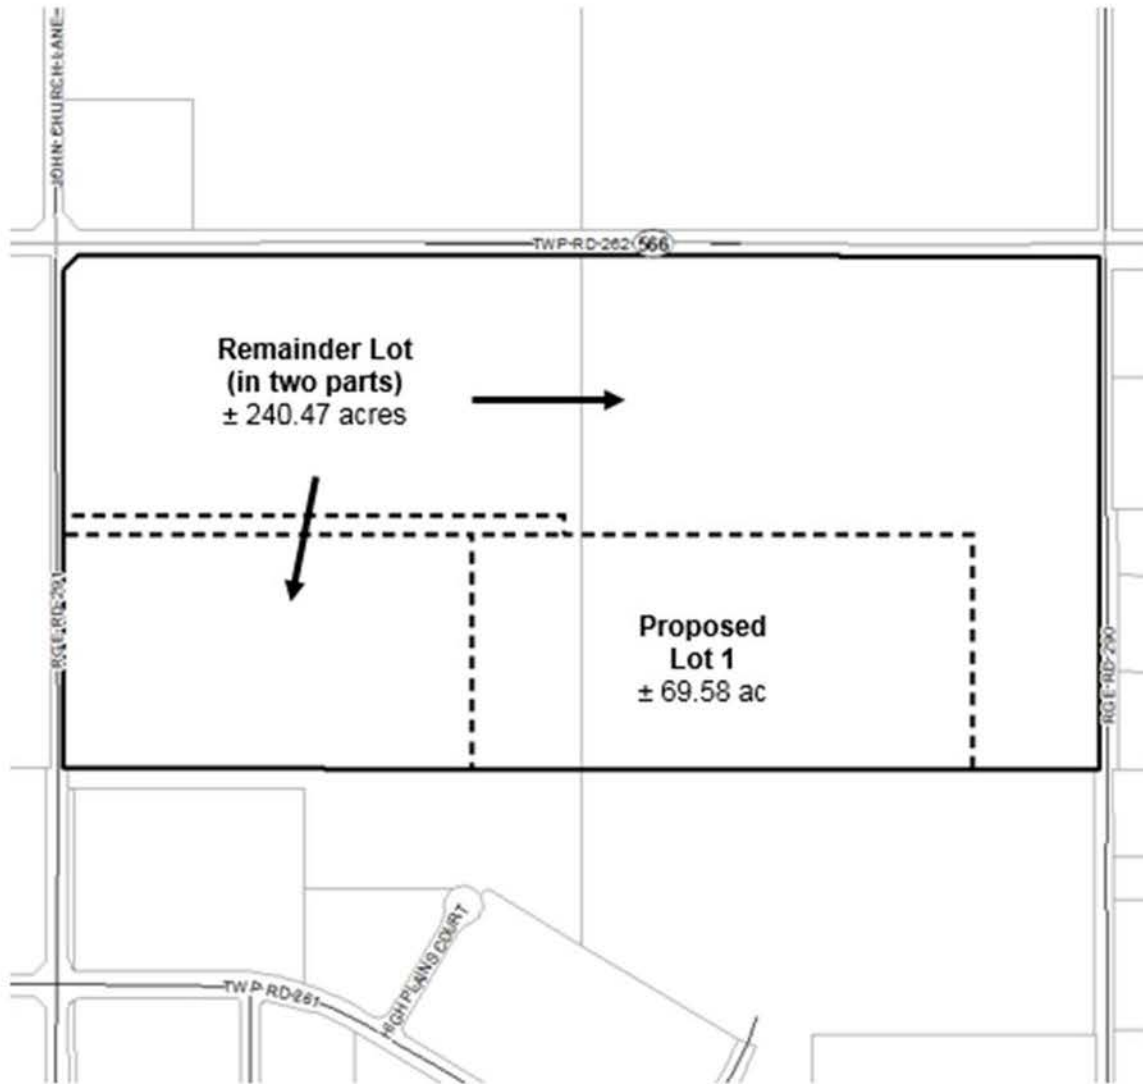 JOHN CHURCH LANE
TWP RD 262 566
Remainder Lot
(in two parts)
± 240.47 acres
RGE RD 291
Proposed
Lot 1
± 69.58 ac
RGE RD 290
HIGH PLAINS COURT
TWP RD 261